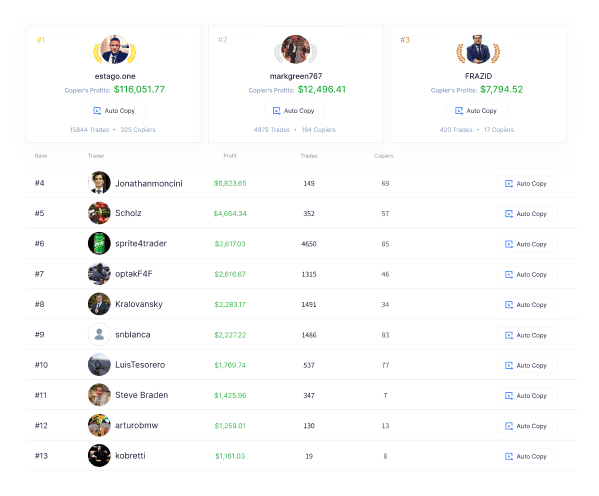 #1
#2
#3
estago.one
markgreen767
FRAZID
Copier's Profits: $116,051.77
Copier's Profits: $12,496.41
Copier's Profits: $7,794.52
Auto Copy
Auto Copy
Auto Copy
15844 Trades • 325 Copiers
4879 Trades • 194 Copiers
420 Trades • 17 Copiers
Rank Trader Profit Trades Copiers
#4 Jonathanmoncini $6,823.65 149 69 Auto Copy
#5 Scholz $4,664.34 352 57 Auto Copy
#6 sprite4trader $2,617.03 4650 85 Auto Copy
#7 optakF4F $2,616.67 1315 46 Auto Copy
#8 Kralovansky $2,283.17 1491 34 Auto Copy
#9 snblanca $2,227.22 1486 83 Auto Copy
#10 LuisTesorero $1,769.74 537 77 Auto Copy
#11 Steve Braden $1,425.96 347 7 Auto Copy
#12 arturobmw $1,259.01 130 13 Auto Copy
#13 kobretti $1,161.03 19 8 Auto Copy